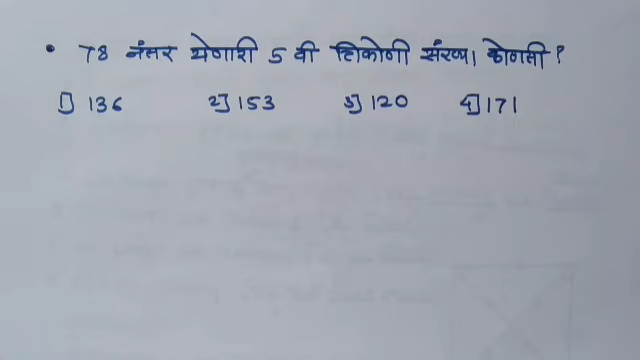 • 78 नंतर येणारी 5 वी त्रिकोणी संख्या कोणती ?
1] 136 2] 153 3] 120 4] 171